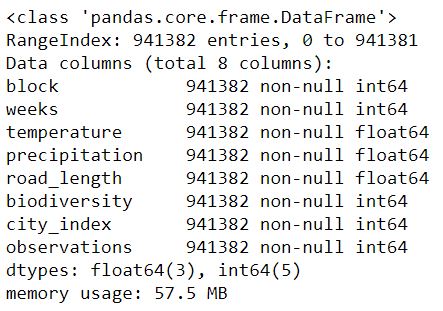 <class 'pandas.core.frame.DataFrame'>
RangeIndex: 941382 entries, 0 to 941381
Data columns (total 8 columns):
block            941382 non-null int64
weeks            941382 non-null int64
temperature      941382 non-null float64
precipitation    941382 non-null float64
road_length      941382 non-null float64
biodiversity     941382 non-null int64
city_index       941382 non-null int64
observations     941382 non-null int64
dtypes: float64(3), int64(5)
memory usage: 57.5 MB